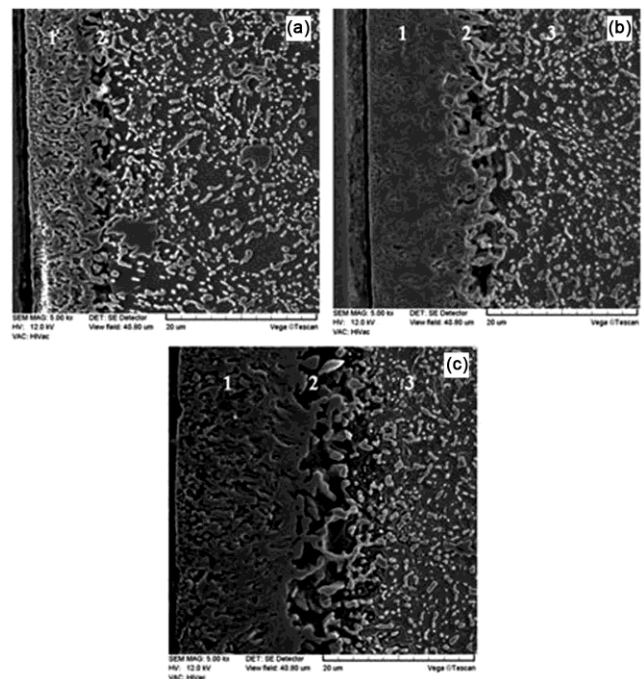 1 2 3 (a)
SEM MAG: 5.00 kx DET: SE Detector
HV: 12.0 kV View field: 40.80 um 20 um Vega ©Tescan
VAC: HiVac
1 2 3 (b)
SEM MAG: 5.00 kx DET: SE Detector
HV: 12.0 kV View field: 40.80 um 20 um Vega ©Tescan
VAC: HiVac
1 2 3 (c)
SEM MAG: 5.00 kx DET: SE Detector
HV: 12.0 kV View field: 40.80 um 20 um Vega ©Tescan
VAC: HiVac